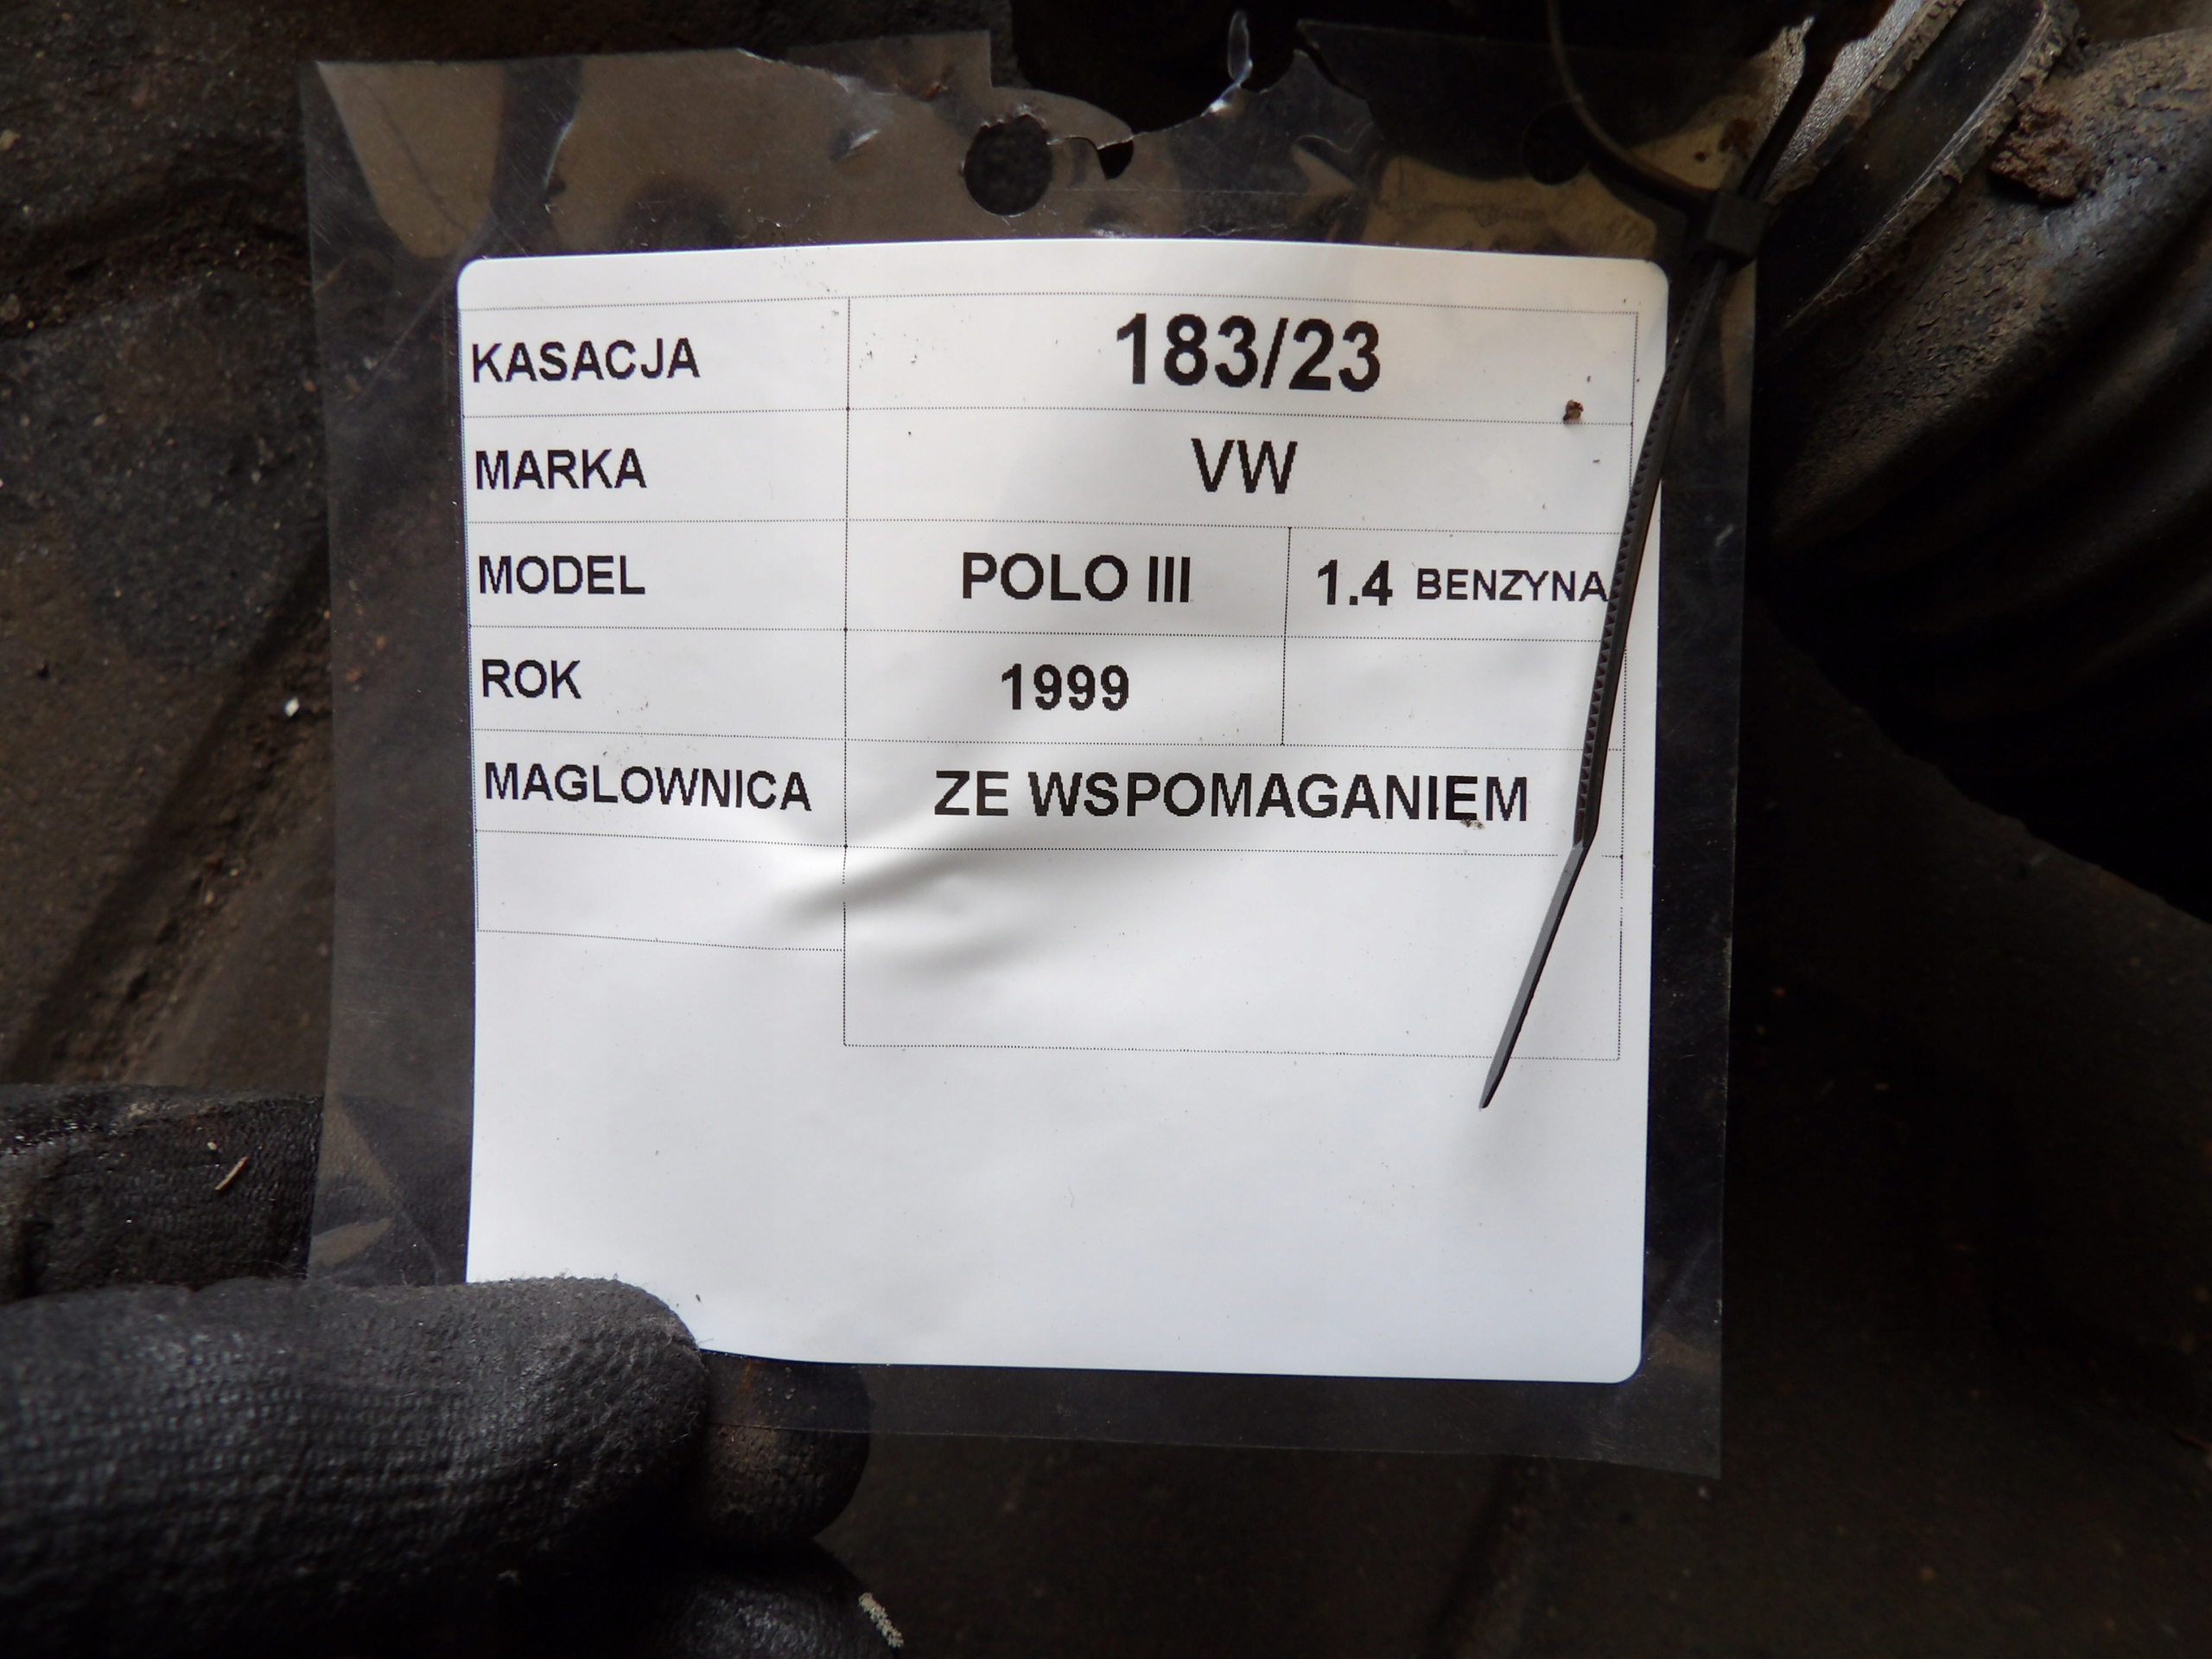 KASACJA 183/23
MARKA VW
MODEL POLO III 1.4 BENZYNA
ROK 1999
MAGLOWNICA ZE WSPOMAGANIEM